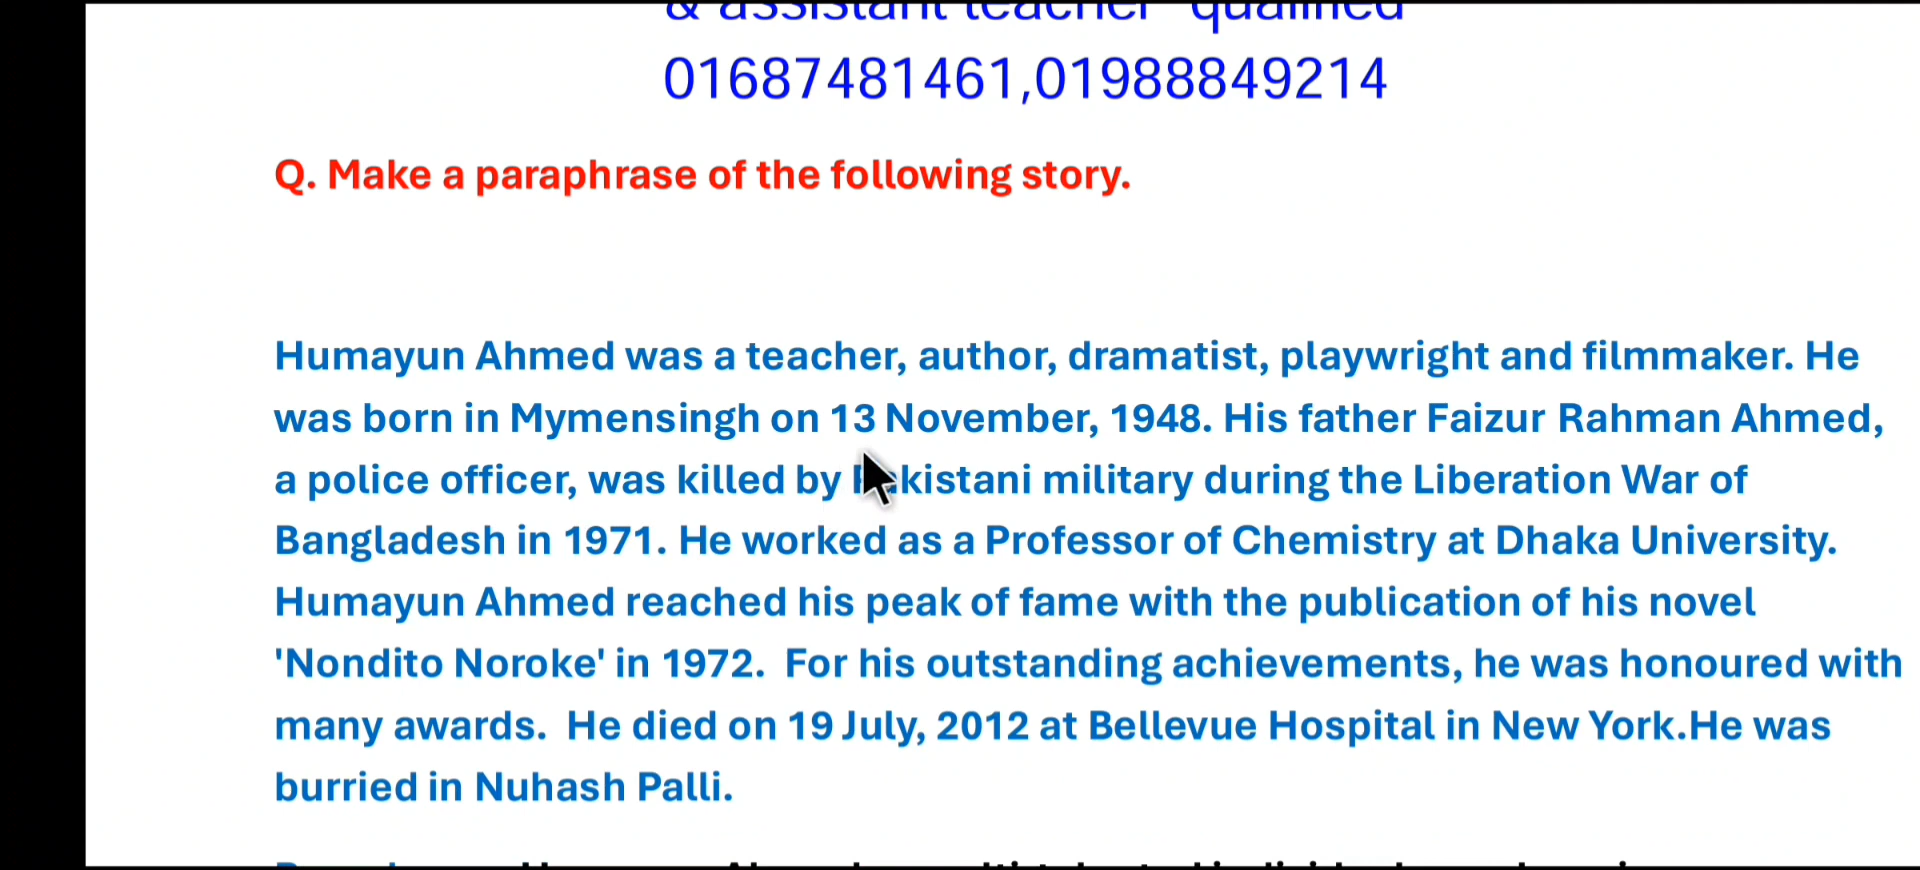 & assistant teacher qualified
01687481461,01988849214
Q. Make a paraphrase of the following story.
Humayun Ahmed was a teacher, author, dramatist, playwright and filmmaker. He
was born in Mymensingh on 13 November, 1948. His father Faizur Rahman Ahmed,
a police officer, was killed by Pakistani military during the Liberation War of
Bangladesh in 1971. He worked as a Professor of Chemistry at Dhaka University.
Humayun Ahmed reached his peak of fame with the publication of his novel
'Nondito Noroke' in 1972.  For his outstanding achievements, he was honoured with
many awards.  He died on 19 July, 2012 at Bellevue Hospital in New York.He was
burried in Nuhash Palli.